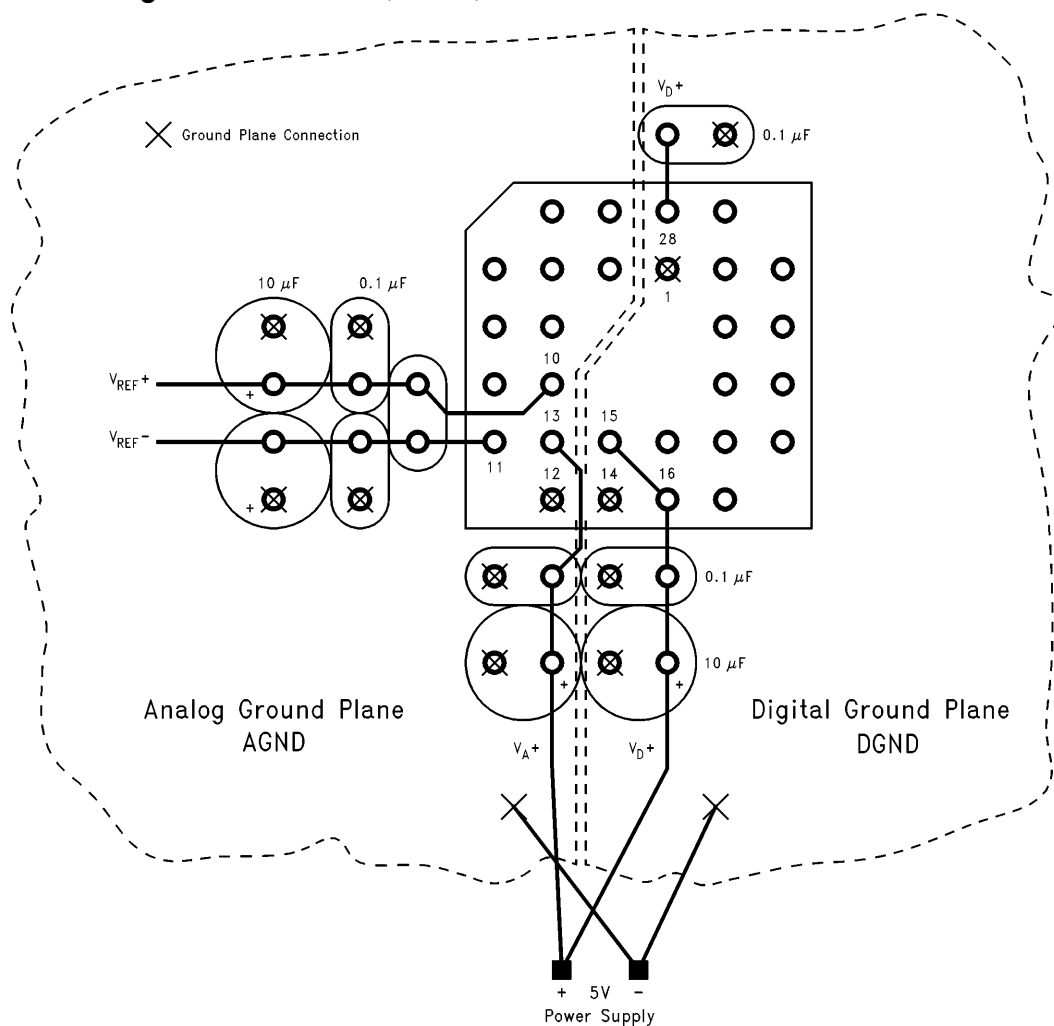 V_D+
Ground Plane Connection
0.1 μF
28
1
10 μF
0.1 μF
10
V_REF+
+
13
15
V_REF-
11
12
14
16
+
0.1 μF
10 μF
+
+
Analog Ground Plane
AGND
Digital Ground Plane
DGND
V_A+
V_D+
+ 5V -
Power Supply